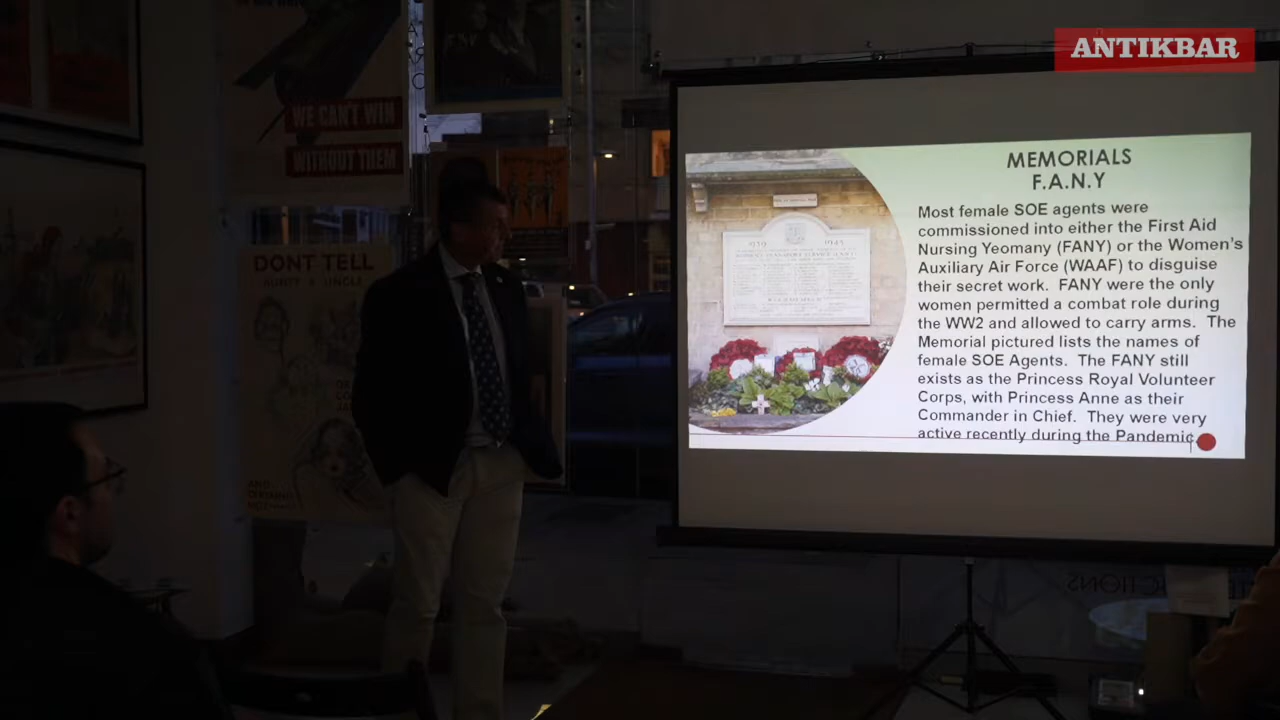 ANTIKBAR
WE CAN'T WIN
WITHOUT THEM
DONT TELL
AUNTY & UNCLE
MEMORIALS
F.A.N.Y
Most female SOE agents were
commissioned into either the First Aid
Nursing Yeomany (FANY) or the Women's
Auxiliary Air Force (WAAF) to disguise
their secret work. FANY were the only
women permitted a combat role during
the WW2 and allowed to carry arms. The
Memorial pictured lists the names of
female SOE Agents. The FANY still
exists as the Princess Royal Volunteer
Corps, with Princess Anne as their
Commander in Chief. They were very
active recently during the Pandemic.
1939 1945